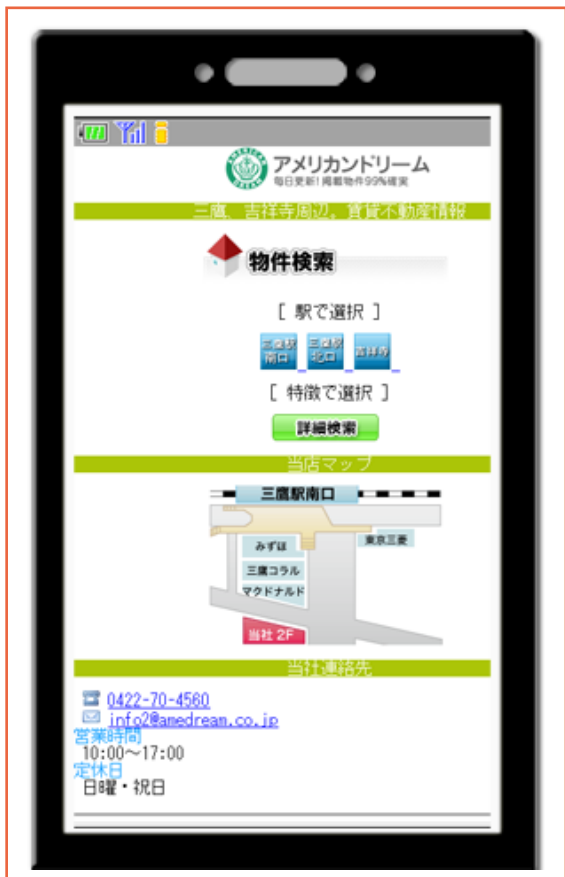 AMERICAN DREAM
アメリカンドリーム
毎日更新!掲載物件99%確実
三鷹、吉祥寺周辺。賃貸不動産情報
物件検索
[ 駅で選択 ]
三鷹駅南口 三鷹駅北口 吉祥寺
[ 特徴で選択 ]
詳細検索
当店マップ
三鷹駅南口
みずほ 東京三菱
三鷹コラル
マクドナルド
当社 2F
当社連絡先
0422-70-4560
info2@amedream.co.jp
営業時間
10:00〜17:00
定休日
日曜・祝日